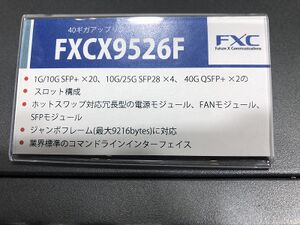 40ギガアップリンク
FXCX9526F
FXC
Future X Communications
• 1G/10G SFP+ ×20、10G/25G SFP28 ×4、 40G QSFP+ ×2の
• スロット構成
• ホットスワップ対応冗長型の電源モジュール、FANモジュール、
SFPモジュール
• ジャンボフレーム(最大9216bytes)に対応
• 業界標準のコマンドラインインターフェイス